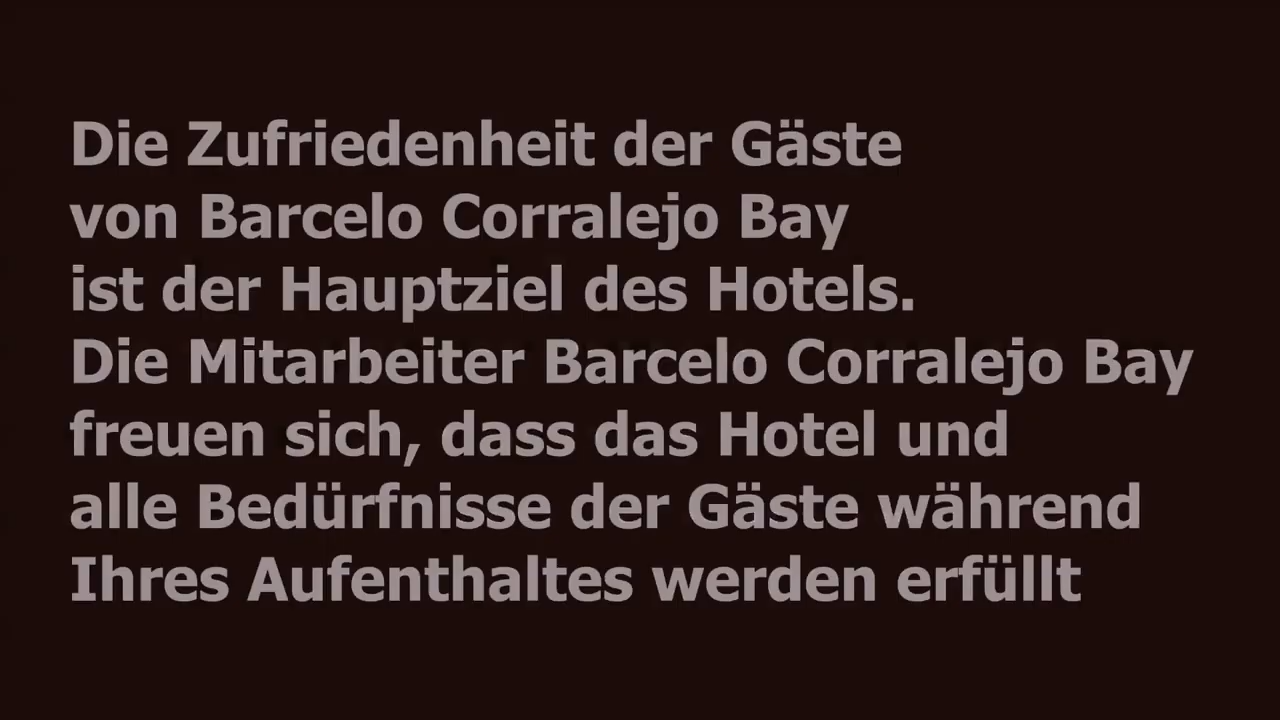 Die Zufriedenheit der Gäste
von Barcelo Corralejo Bay
ist der Hauptziel des Hotels.
Die Mitarbeiter Barcelo Corralejo Bay
freuen sich, dass das Hotel und
alle Bedürfnisse der Gäste während
Ihres Aufenthaltes werden erfüllt